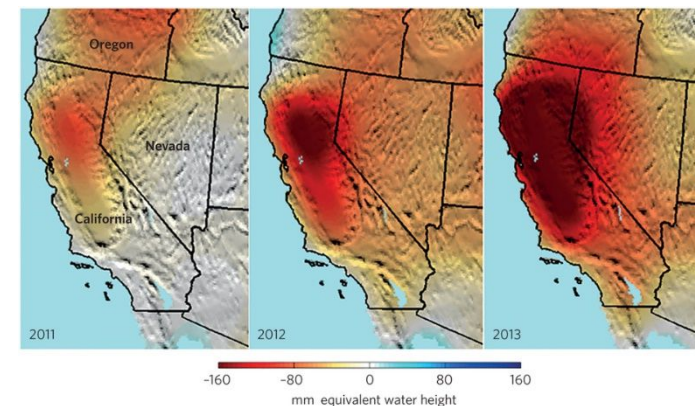 Oregon
Nevada
California
2011
2012
2013
−160
−80
0
80
160
mm equivalent water height